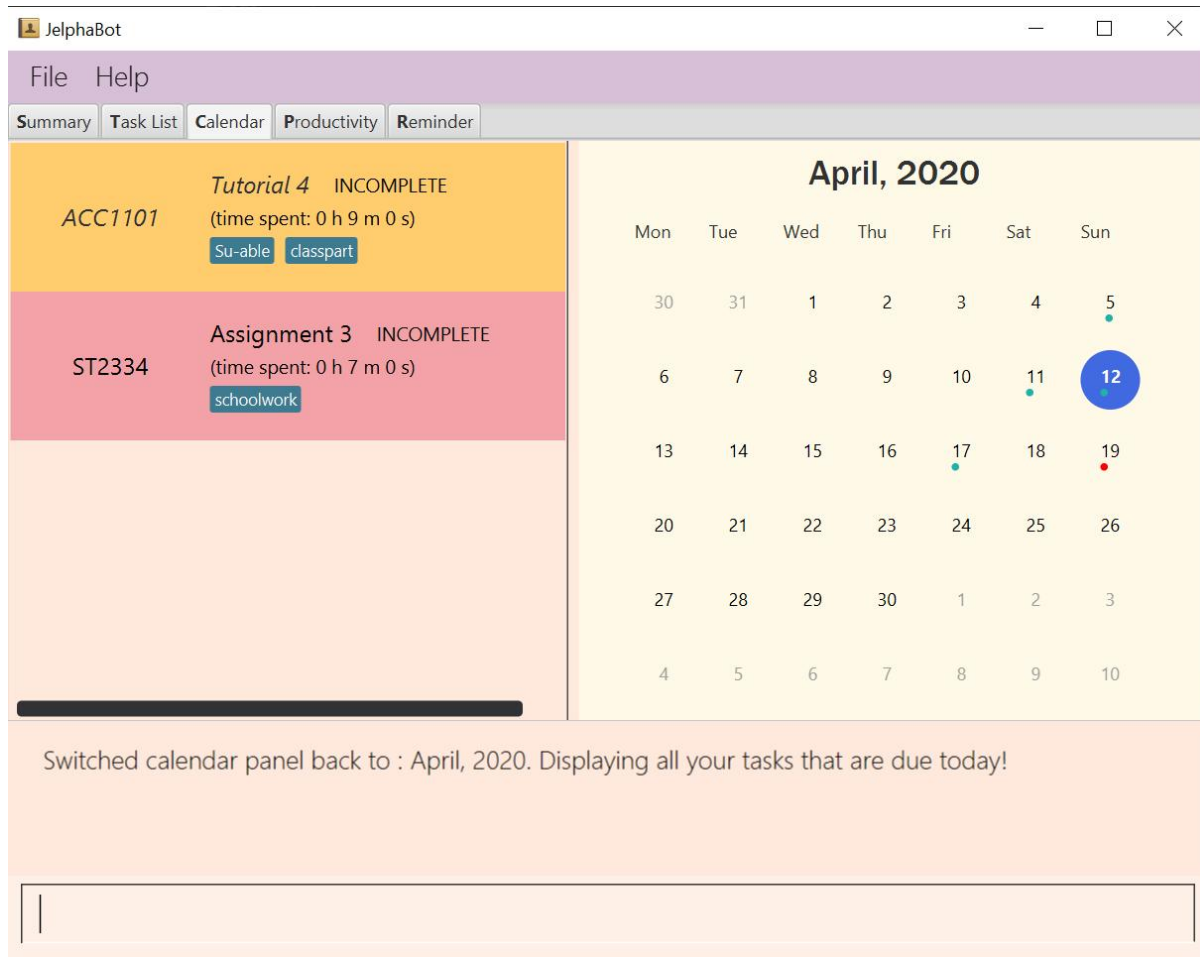 JelphaBot
File Help
Summary Task List Calendar Productivity Reminder
ACC1101
Tutorial 4 INCOMPLETE
(time spent: 0 h 9 m 0 s)
Su-able classpart
ST2334
Assignment 3 INCOMPLETE
(time spent: 0 h 7 m 0 s)
schoolwork
April, 2020
Mon Tue Wed Thu Fri Sat Sun
30 31 1 2 3 4 5
6 7 8 9 10 11 12
13 14 15 16 17 18 19
20 21 22 23 24 25 26
27 28 29 30 1 2 3
4 5 6 7 8 9 10
Switched calendar panel back to : April, 2020. Displaying all your tasks that are due today!